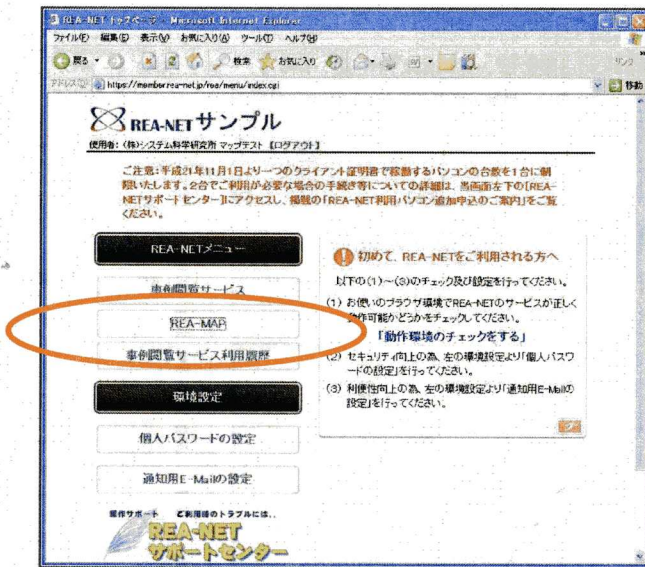 REA-NET トップページ - Microsoft Internet Explorer
ファイル(F) 編集(E) 表示(V) お気に入り(A) ツール(T) ヘルプ(H)
戻る 検索 お気に入り
アドレス(D) https://member.rea-net.jp/rea/menu/index.cgi 移動
REA-NETサンプル
使用者: (株)システム科学研究所 マップテスト 【ログアウト】
ご注意:平成21年11月1日より一つのクライアント証明書で稼働するパソコンの台数を1台に制
限いたします。2台でご利用が必要な場合の手続き等についての詳細は、当画面左下の「REA-
NETサポートセンター」にアクセスし、掲載の「REA-NET利用パソコン追加申込のご案内」をご覧
ください。
REA-NETメニュー
事例閲覧サービス
REA-MAP
事例閲覧サービス利用履歴
環境設定
個人パスワードの設定
通知用E-Mailの設定
操作サポート ご利用時のトラブルには..
REA-NET
サポートセンター
初めて、REA-NETをご利用される方へ
以下の(1)~(3)のチェック及び設定を行ってください。
(1) お使いのブラウザ環境でREA-NETのサービスが正しく
動作可能かどうかをチェックしてください。
「動作環境のチェックをする」
(2) セキュリティ向上の為、左の環境設定より「個人パスワ
ードの設定」を行ってください。
(3) 利便性向上の為、左の環境設定より「通知用E-Mailの
設定」を行ってください。